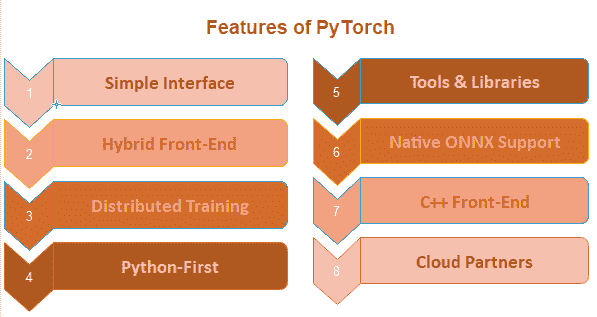 Features of PyTorch
1 Simple Interface
2 Hybrid Front-End
3 Distributed Training
4 Python-First
5 Tools & Libraries
6 Native ONNX Support
7 C++ Front-End
8 Cloud Partners